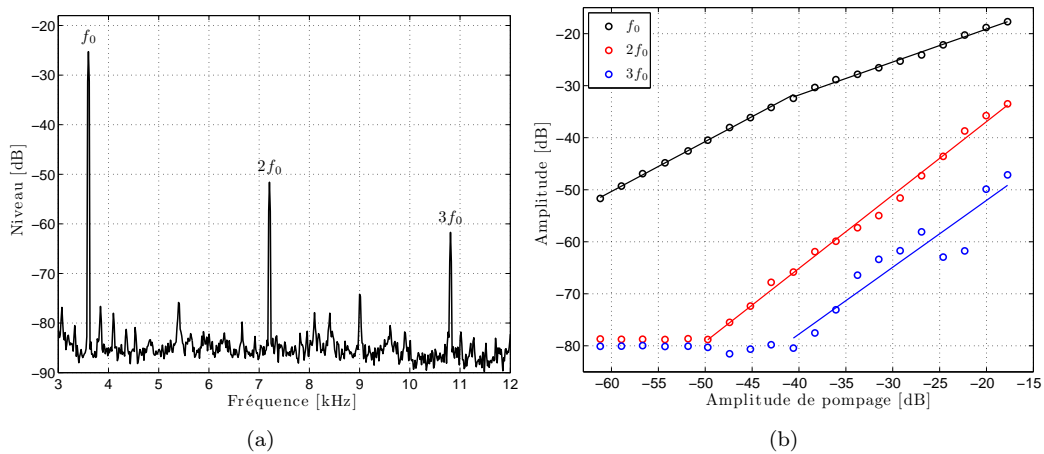 −20
−30
−40
−50
−60
−70
−80
−90
Niveau [dB]
f0
2f0
3f0
3 4 5 6 7 8 9 10 11 12
Fréquence [kHz]
(a)
f0
2f0
3f0
−20
−30
−40
−50
−60
−70
−80
Amplitude [dB]
−60 −55 −50 −45 −40 −35 −30 −25 −20 −15
Amplitude de pompage [dB]
(b)